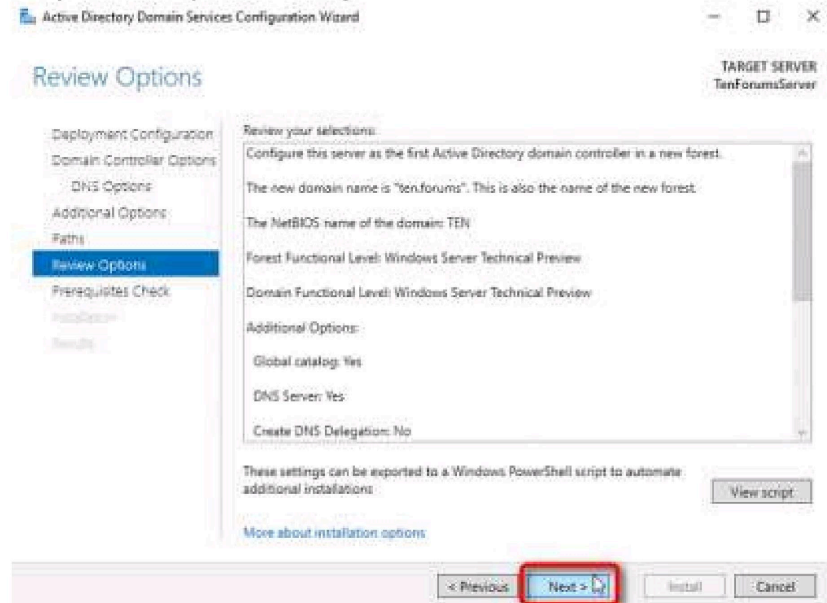 Active Directory Domain Services Configuration Wizard
Review Options
TARGET SERVER
TenForumsServer
Deployment Configuration
Domain Controller Options
DNS Options
Additional Options
Paths
Review Options
Prerequisites Check
Installation
Results
Review your selections:
Configure this server as the first Active Directory domain controller in a new forest.
The new domain name is "ten.forums". This is also the name of the new forest.
The NetBIOS name of the domain: TEN
Forest Functional Level: Windows Server Technical Preview
Domain Functional Level: Windows Server Technical Preview
Additional Options:
Global catalog: Yes
DNS Server: Yes
Create DNS Delegation: No
These settings can be exported to a Windows PowerShell script to automate
additional installations
View script
More about installation options
< Previous
Next >
Install
Cancel